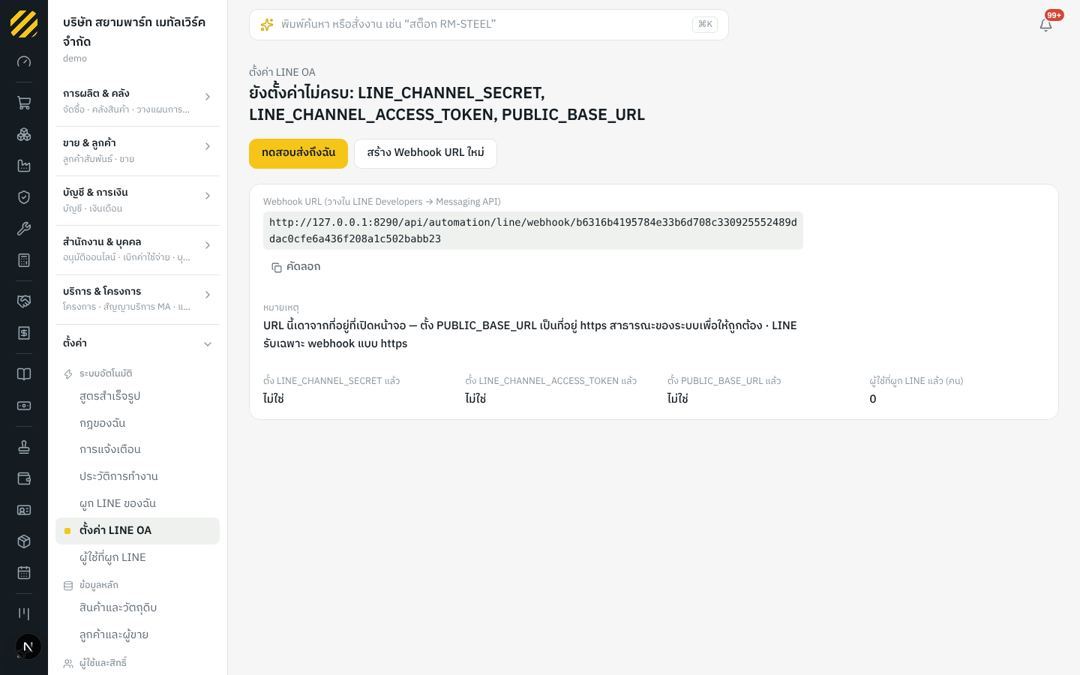 บริษัท สยามพาร์ท เมทัลเวิร์ค
จำกัด
demo
การผลิต & คลัง
จัดซื้อ · คลังสินค้า · วางแผนการ...
ขาย & ลูกค้า
ลูกค้าสัมพันธ์ · ขาย
บัญชี & การเงิน
บัญชี · เงินเดือน
สำนักงาน & บุคคล
อนุมัติออนไลน์ · เบิกค่าใช้จ่าย · บุ...
บริการ & โครงการ
โครงการ · สัญญาบริการ MA · แ...
ตั้งค่า
ระบบอัตโนมัติ
สูตรสำเร็จรูป
กฎของฉัน
การแจ้งเตือน
ประวัติการทำงาน
ผูก LINE ของฉัน
ตั้งค่า LINE OA
ผู้ใช้ที่ผูก LINE
ข้อมูลหลัก
สินค้าและวัตถุดิบ
ลูกค้าและผู้ขาย
ผู้ใช้และสิทธิ์
N
พิมพ์ค้นหา หรือสั่งงาน เช่น “สต็อก RM-STEEL”
⌘K
99+
ตั้งค่า LINE OA
ยังตั้งค่าไม่ครบ: LINE_CHANNEL_SECRET,
LINE_CHANNEL_ACCESS_TOKEN, PUBLIC_BASE_URL
ทดสอบส่งถึงฉัน
สร้าง Webhook URL ใหม่
Webhook URL (วางใน LINE Developers → Messaging API)
http://127.0.0.1:8290/api/automation/line/webhook/b6316b4195784e33b6d708c330925552489d
dac0cfe6a436f208a1c502babb23
คัดลอก
หมายเหตุ
URL นี้เดาจากที่อยู่ที่เปิดหน้าจอ — ตั้ง PUBLIC_BASE_URL เป็นที่อยู่ https สาธารณะของระบบเพื่อให้ถูกต้อง · LINE
รับเฉพาะ webhook แบบ https
ตั้ง LINE_CHANNEL_SECRET แล้ว
ไม่ใช่
ตั้ง LINE_CHANNEL_ACCESS_TOKEN แล้ว
ไม่ใช่
ตั้ง PUBLIC_BASE_URL แล้ว
ไม่ใช่
ผู้ใช้ที่ผูก LINE แล้ว (คน)
0